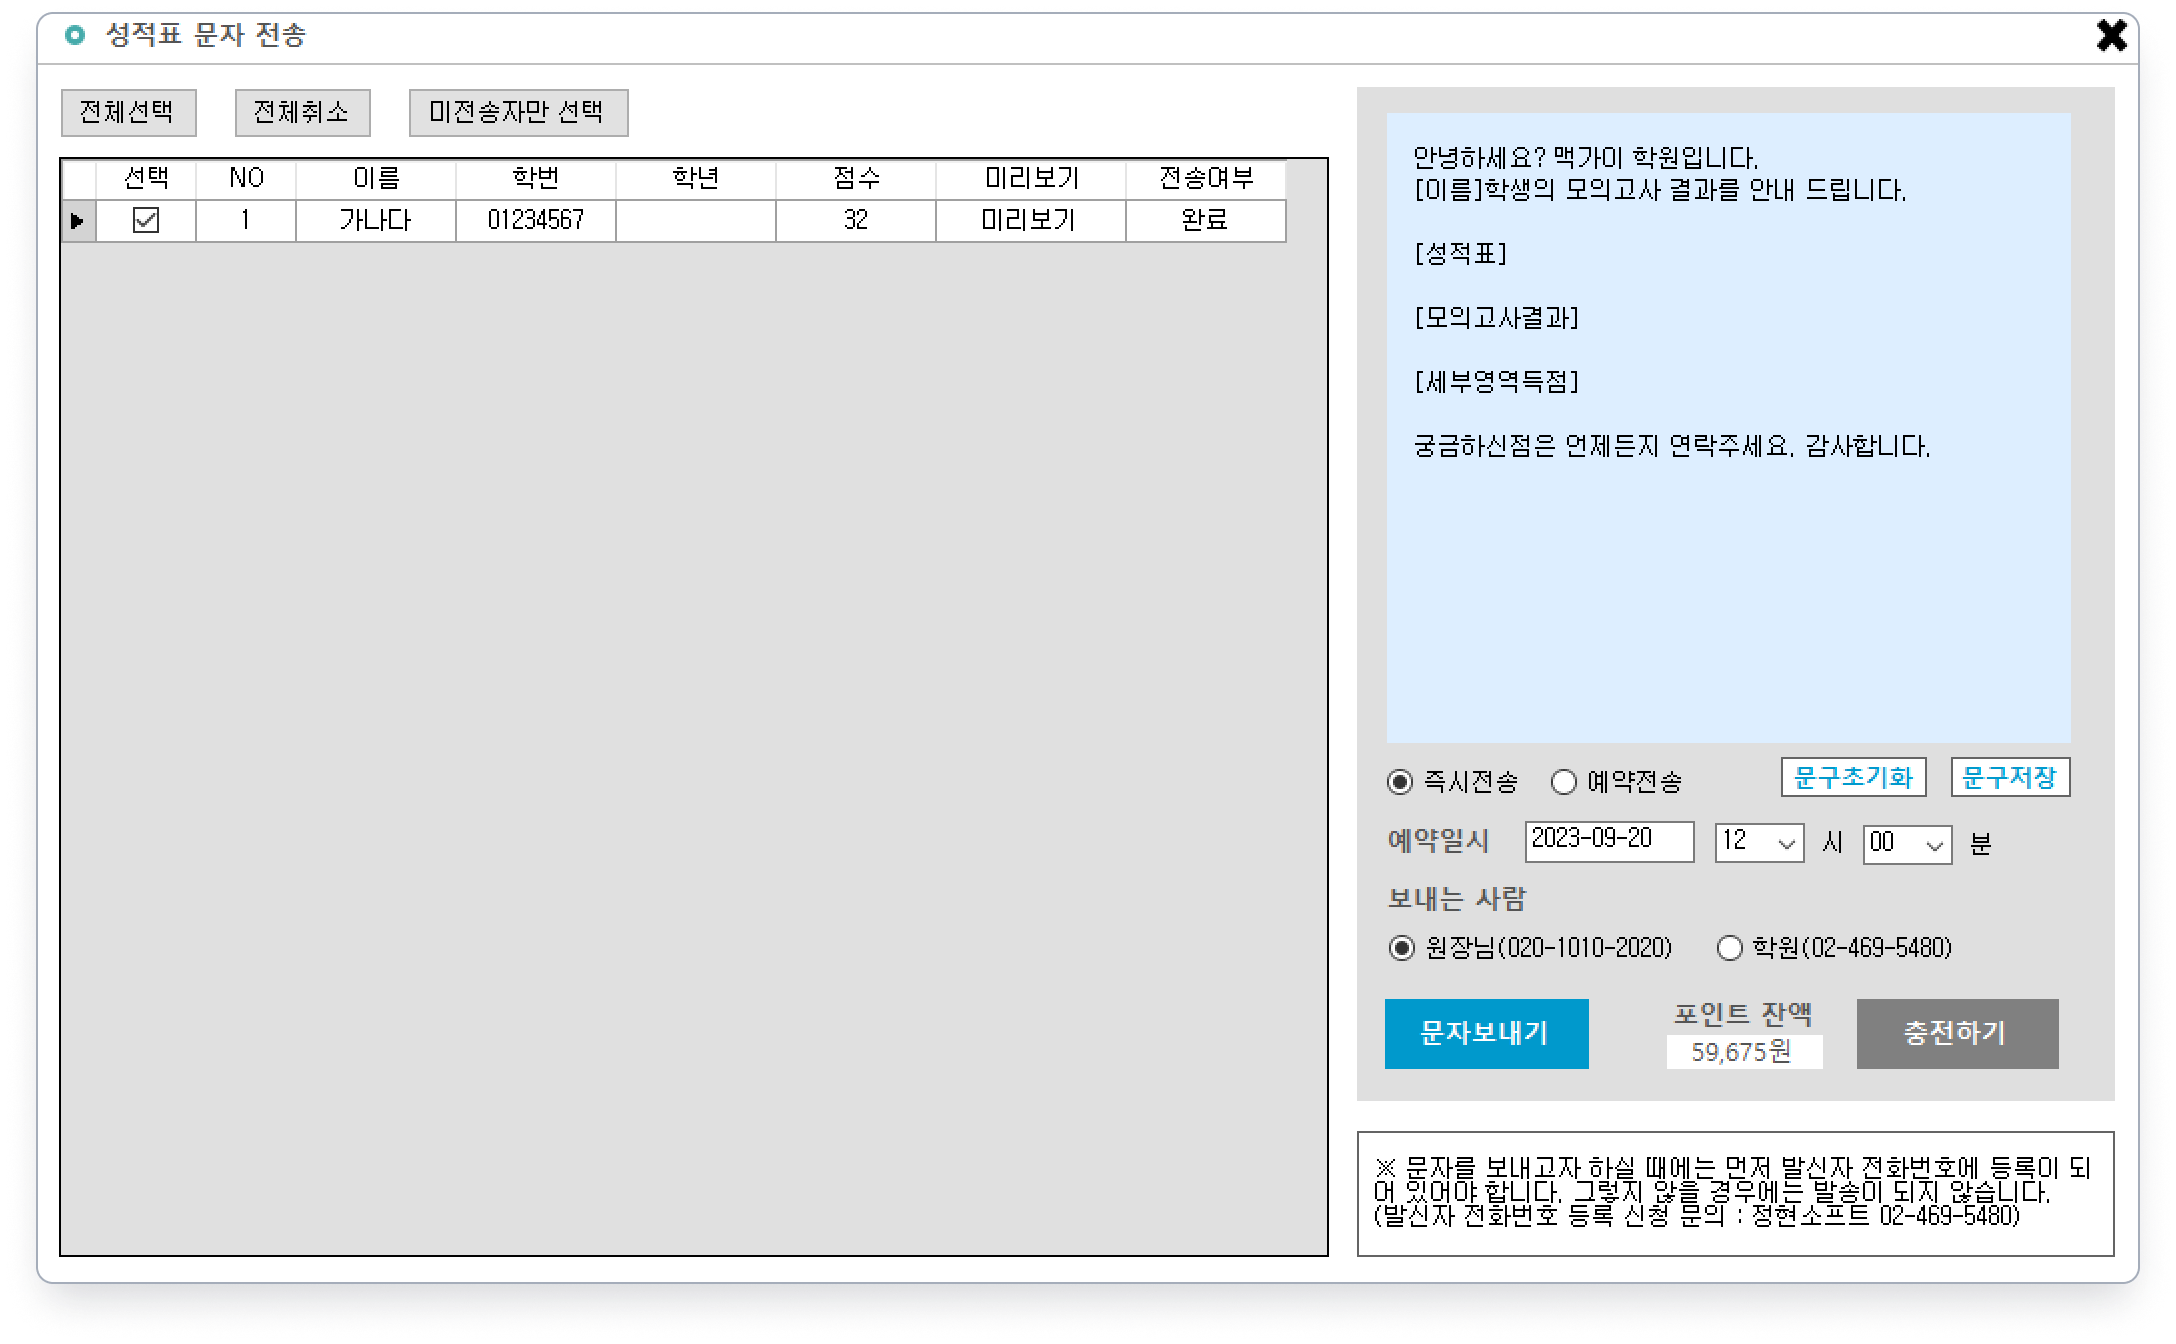 성적표 문자 전송
전체선택 전체취소 미전송자만 선택
선택 NO 이름 학번 학년 점수 미리보기 전송여부
1 가나다 01234567 32 미리보기 완료
안녕하세요? 맥가이 학원입니다.
[이름]학생의 모의고사 결과를 안내 드립니다.
[성적표]
[모의고사결과]
[세부영역득점]
궁금하신점은 언제든지 연락주세요. 감사합니다.
즉시전송 예약전송 문구초기화 문구저장
예약일시 2023-09-20 12 시 00 분
보내는 사람
원장님(020-1010-2020) 학원(02-469-5480)
문자보내기 포인트 잔액 충전하기
59,675원
※ 문자를 보내고자 하실 때에는 먼저 발신자 전화번호에 등록이 되
어 있어야 합니다. 그렇지 않을 경우에는 발송이 되지 않습니다.
(발신자 전화번호 등록 신청 문의 : 정현소프트 02-469-5480)